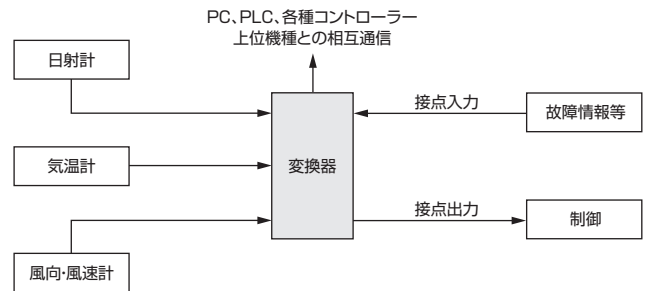 PC、PLC、各種コントローラー
上位機種との相互通信
日射計
接点入力
故障情報等
気温計
変換器
接点出力
制御
風向・風速計